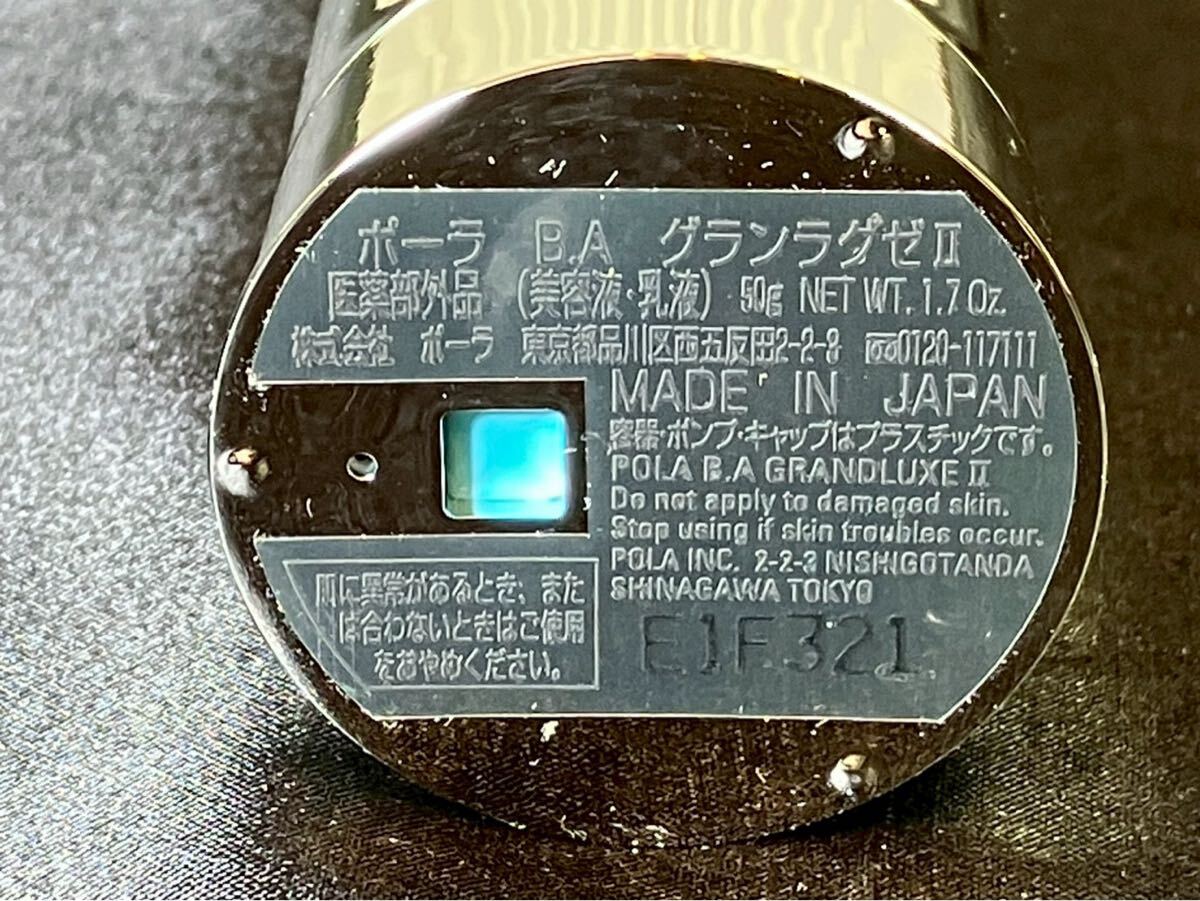 ポーラ B.A グランラグゼⅡ
医薬部外品 (美容液・乳液) 50g NET WT. 1.7 Oz.
株式会社 ポーラ 東京都品川区西五反田2-2-3 0120-117111
MADE IN JAPAN
容器・ポンプ・キャップはプラスチックです。
POLA B.A GRANDLUXE Ⅱ
Do not apply to damaged skin.
Stop using if skin troubles occur.
POLA INC. 2-2-3 NISHIGOTANDA
SHINAGAWA TOKYO
肌に異常があるとき、また
は合わないときはご使用
をおやめください。
E1F321